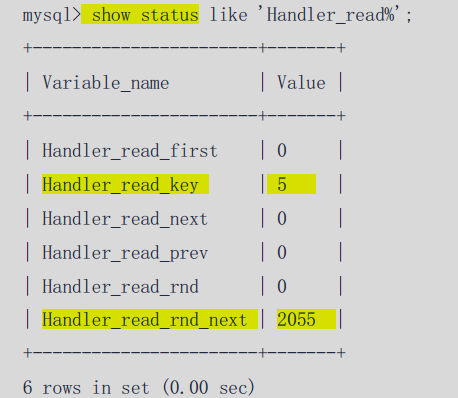 mysql> show status like 'Handler_read%';
+-----------------------+-------+
| Variable_name | Value |
+-----------------------+-------+
| Handler_read_first | 0 |
| Handler_read_key | 5 |
| Handler_read_next | 0 |
| Handler_read_prev | 0 |
| Handler_read_rnd | 0 |
| Handler_read_rnd_next | 2055 |
+-----------------------+-------+
6 rows in set (0.00 sec)